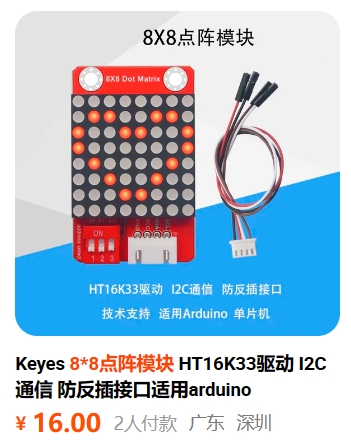 8X8点阵模块
8X8 Dot Matrix
ON
1 2 3
HT16K33驱动 I2C通信 防反插接口
技术支持 适用Arduino 单片机
Keyes 8*8点阵模块 HT16K33驱动 I2C
通信 防反插接口适用arduino
¥ 16.00 2人付款 广东 深圳